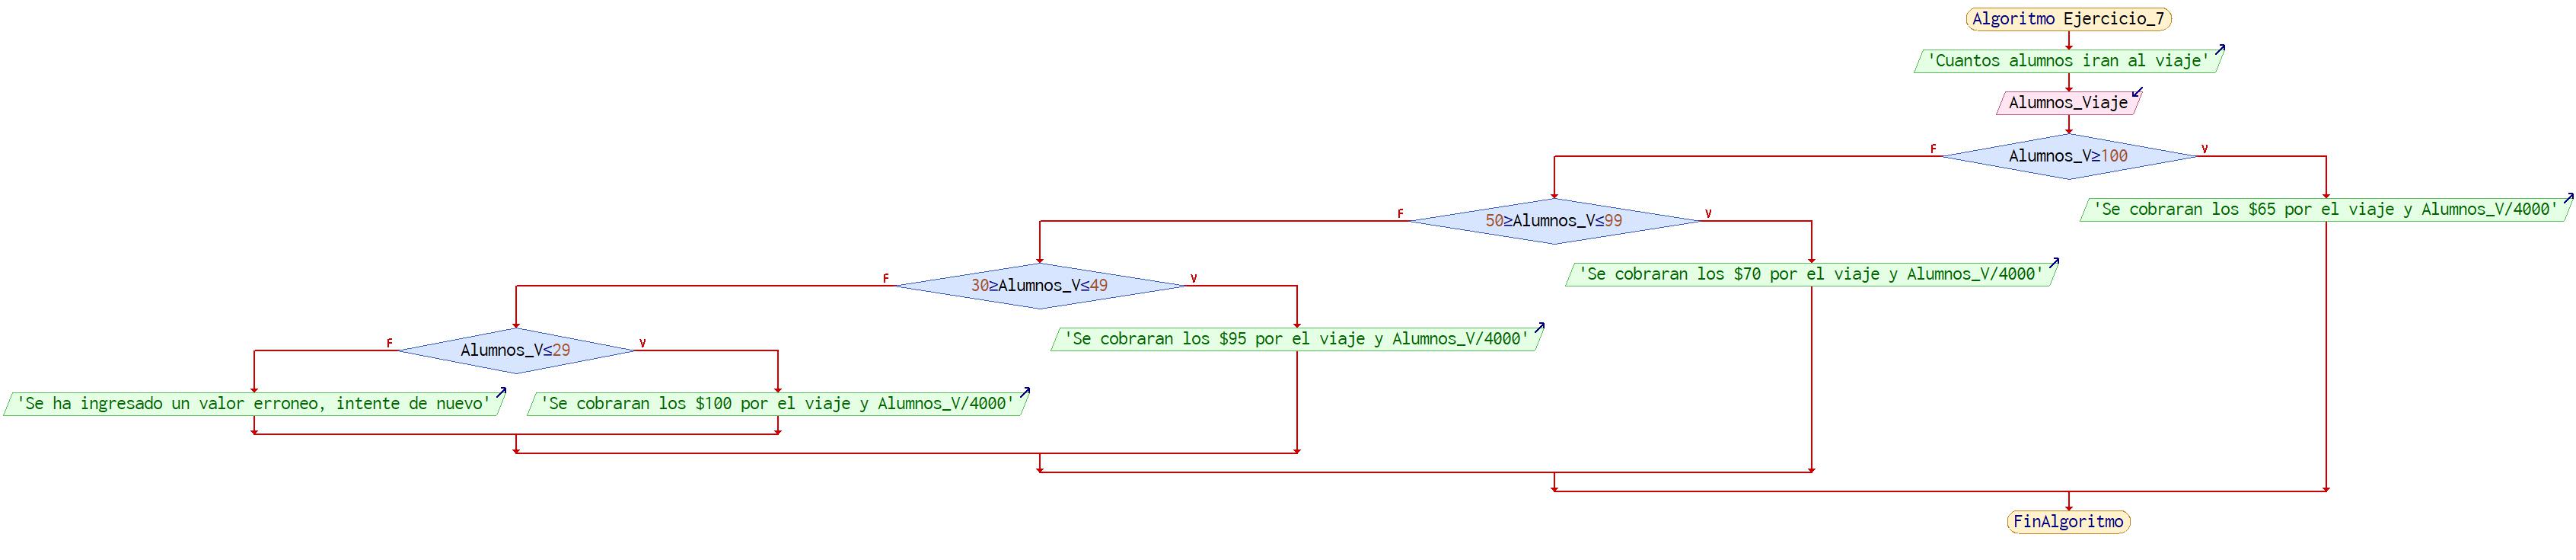 Algoritmo Ejercicio_7
'Cuantos alumnos iran al viaje'
Alumnos_Viaje
Alumnos_V≥100
F
V
'Se cobraran los $65 por el viaje y Alumnos_V/4000'
50≥Alumnos_V≤99
F
V
'Se cobraran los $70 por el viaje y Alumnos_V/4000'
30≥Alumnos_V≤49
F
V
'Se cobraran los $95 por el viaje y Alumnos_V/4000'
Alumnos_V≤29
F
V
'Se ha ingresado un valor erroneo, intente de nuevo'
'Se cobraran los $100 por el viaje y Alumnos_V/4000'
FinAlgoritmo